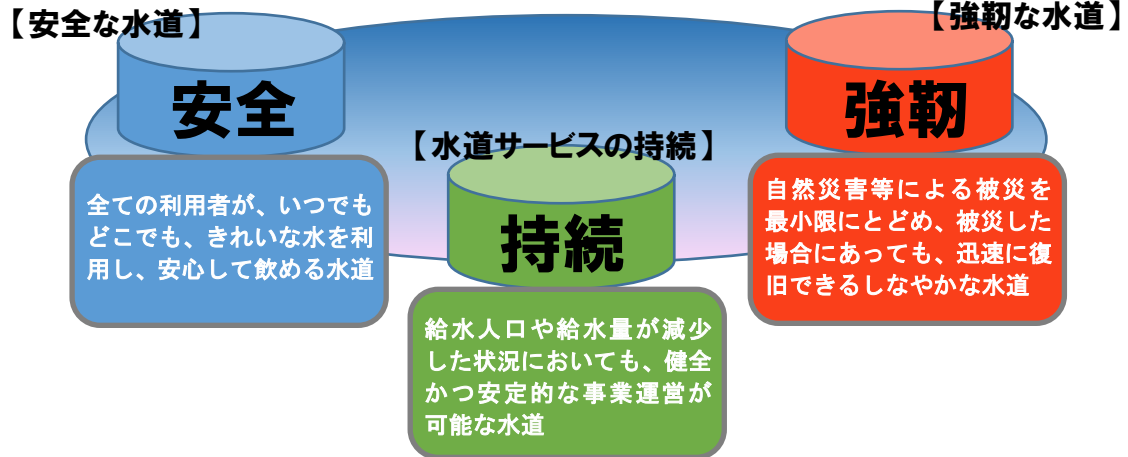 【安全な水道】
安全
全ての利用者が、いつでも
どこでも、きれいな水を利
用し、安心して飲める水道
【水道サービスの持続】
持続
給水人口や給水量が減少
した状況においても、健全
かつ安定的な事業運営が
可能な水道
【強靭な水道】
強靭
自然災害等による被災を
最小限にとどめ、被災した
場合にあっても、迅速に復
旧できるしなやかな水道